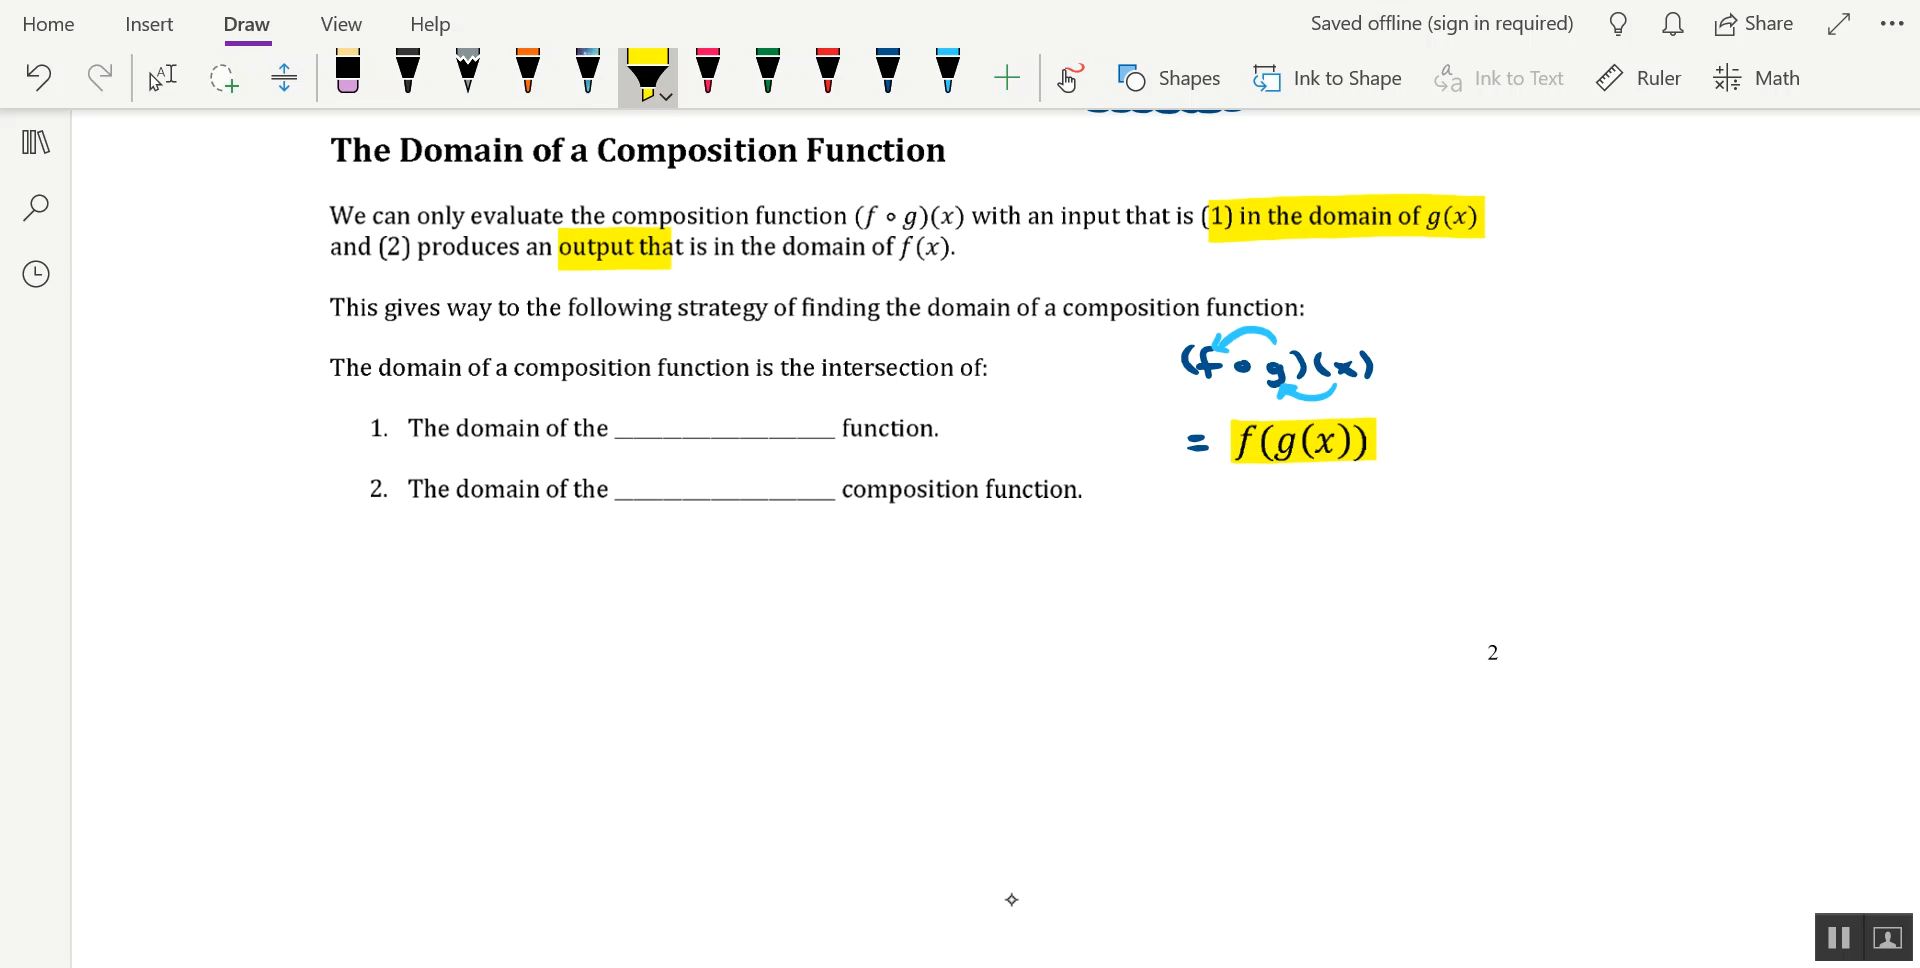 Home Insert Draw View Help Saved offline (sign in required) Share
Shapes Ink to Shape Ink to Text Ruler Math
The Domain of a Composition Function
We can only evaluate the composition function (f ∘ g)(x) with an input that is (1) in the domain of g(x)
and (2) produces an output that is in the domain of f(x).
This gives way to the following strategy of finding the domain of a composition function:
The domain of a composition function is the intersection of:
(f ∘ g)(x)
1. The domain of the ________________ function.
= f(g(x))
2. The domain of the ________________ composition function.
2